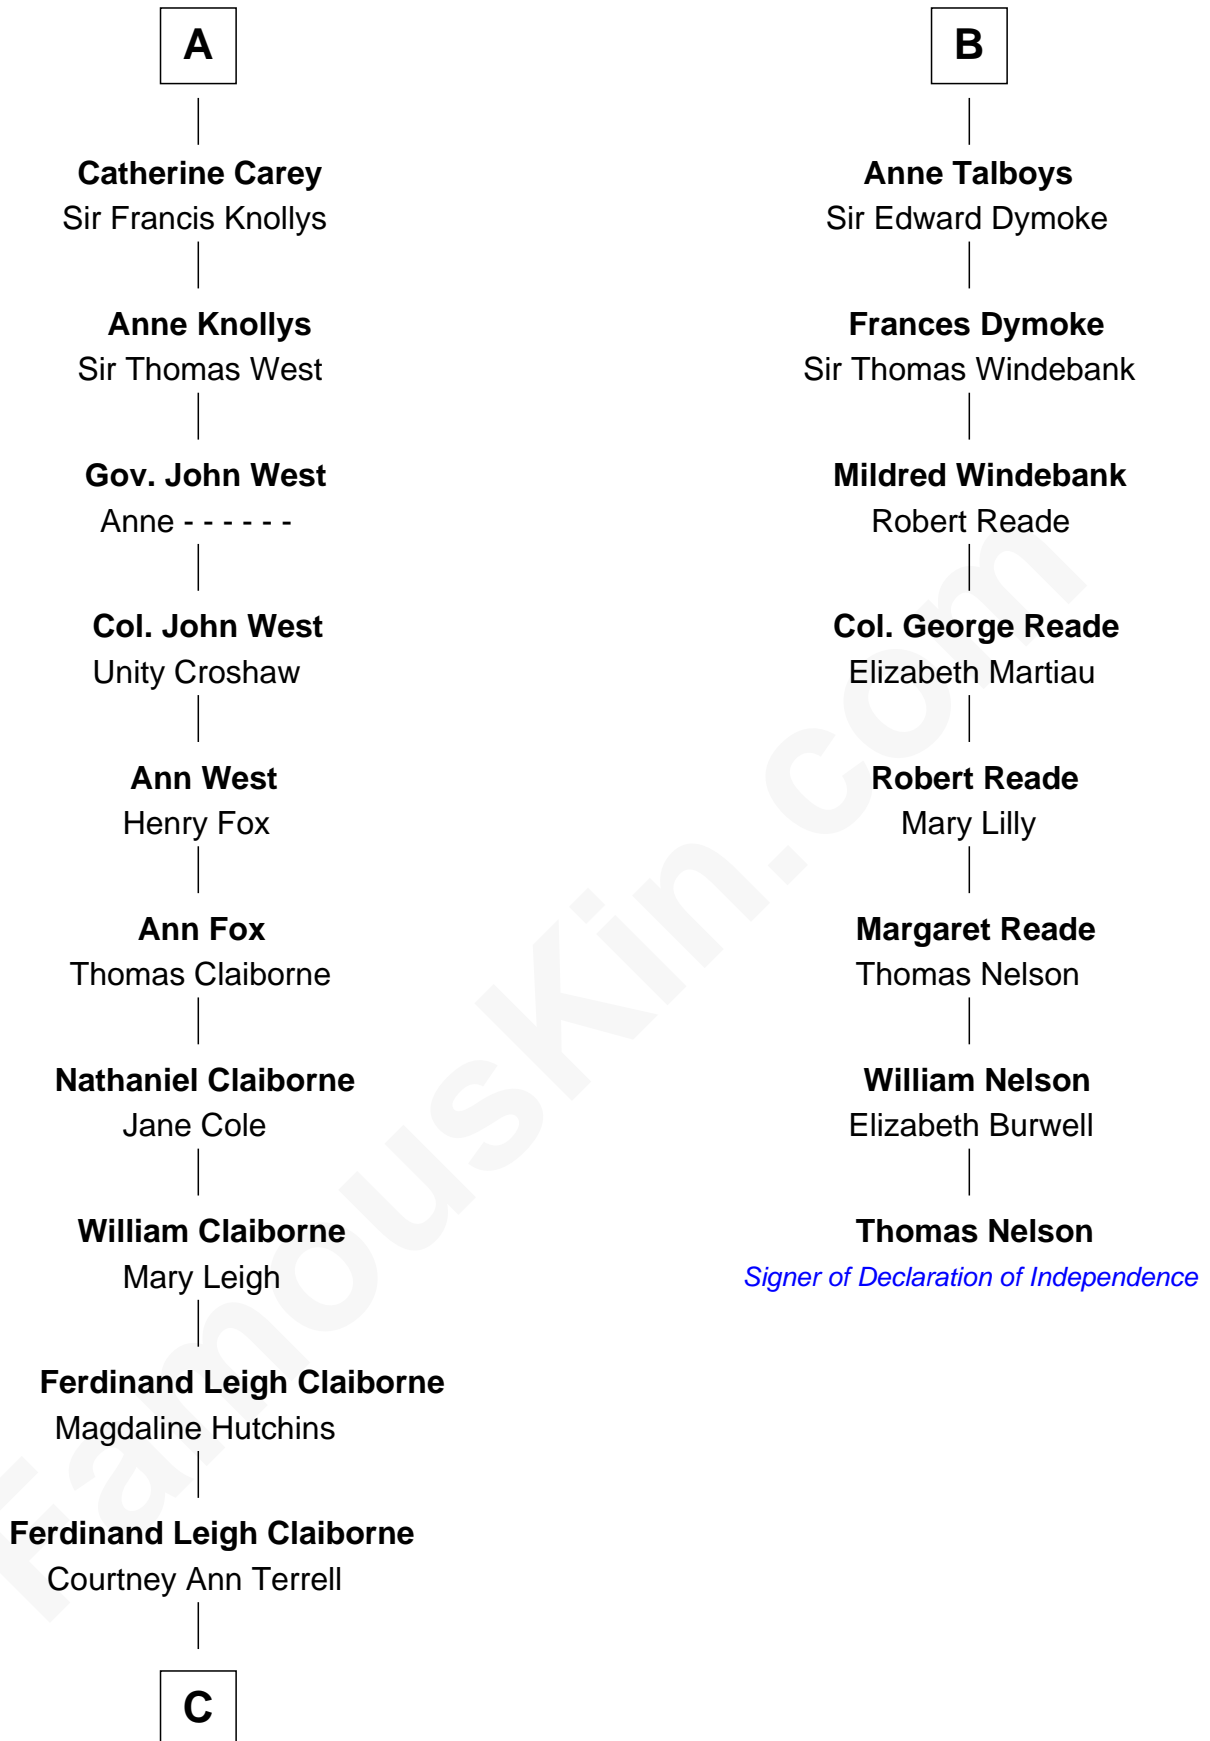 A
Catherine Carey
Sir Francis Knollys
Anne Knollys
Sir Thomas West
Gov. John West
Anne - - - - - -
Col. John West
Unity Croshaw
Ann West
Henry Fox
Ann Fox
Thomas Claiborne
Nathaniel Claiborne
Jane Cole
William Claiborne
Mary Leigh
Ferdinand Leigh Claiborne
Magdaline Hutchins
Ferdinand Leigh Claiborne
Courtney Ann Terrell
C
B
Anne Talboys
Sir Edward Dymoke
Frances Dymoke
Sir Thomas Windebank
Mildred Windebank
Robert Reade
Col. George Reade
Elizabeth Martiau
Robert Reade
Mary Lilly
Margaret Reade
Thomas Nelson
William Nelson
Elizabeth Burwell
Thomas Nelson
Signer of Declaration of Independence
FamousKin.com